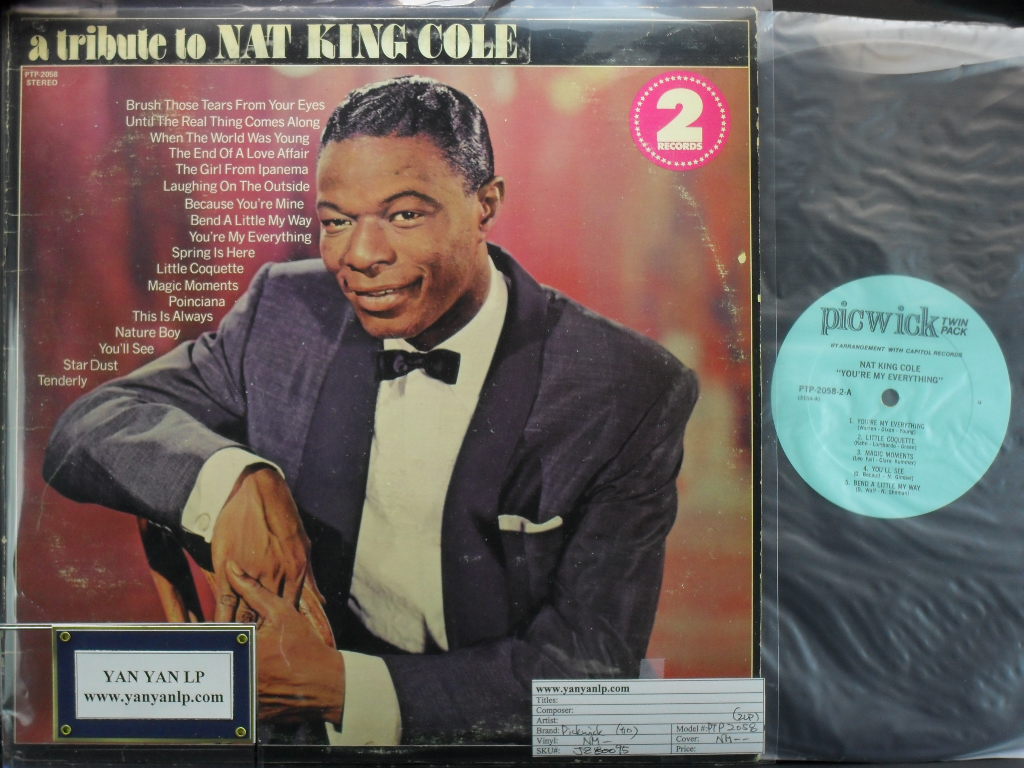 a tribute to NAT KING COLE
PTP-2058
STEREO
2
RECORDS
Brush Those Tears From Your Eyes
Until The Real Thing Comes Along
When The World Was Young
The End Of A Love Affair
The Girl From Ipanema
Laughing On The Outside
Because You're Mine
Bend A Little My Way
You're My Everything
Spring Is Here
Little Coquette
Magic Moments
Poinciana
This Is Always
Nature Boy
You'll See
Star Dust
Tenderly
picwick TWIN PACK
BY ARRANGEMENT WITH CAPITOL RECORDS
NAT KING COLE
"YOU'RE MY EVERYTHING"
PTP-2058-2-A
1. YOU'RE MY EVERYTHING
(Warren - Dixon - Young)
2. LITTLE COQUETTE
3. MAGIC MOMENTS
4. YOU'LL SEE
5. BEND A LITTLE MY WAY
YAN YAN LP
www.yanyanlp.com
www.yanyanlp.com
Titles:
Composer:
Artist: (2LP)
Brand: Pickwick Model #: PTP 2058
Vinyl: NM- Cover: NM--
SKU#: Price: